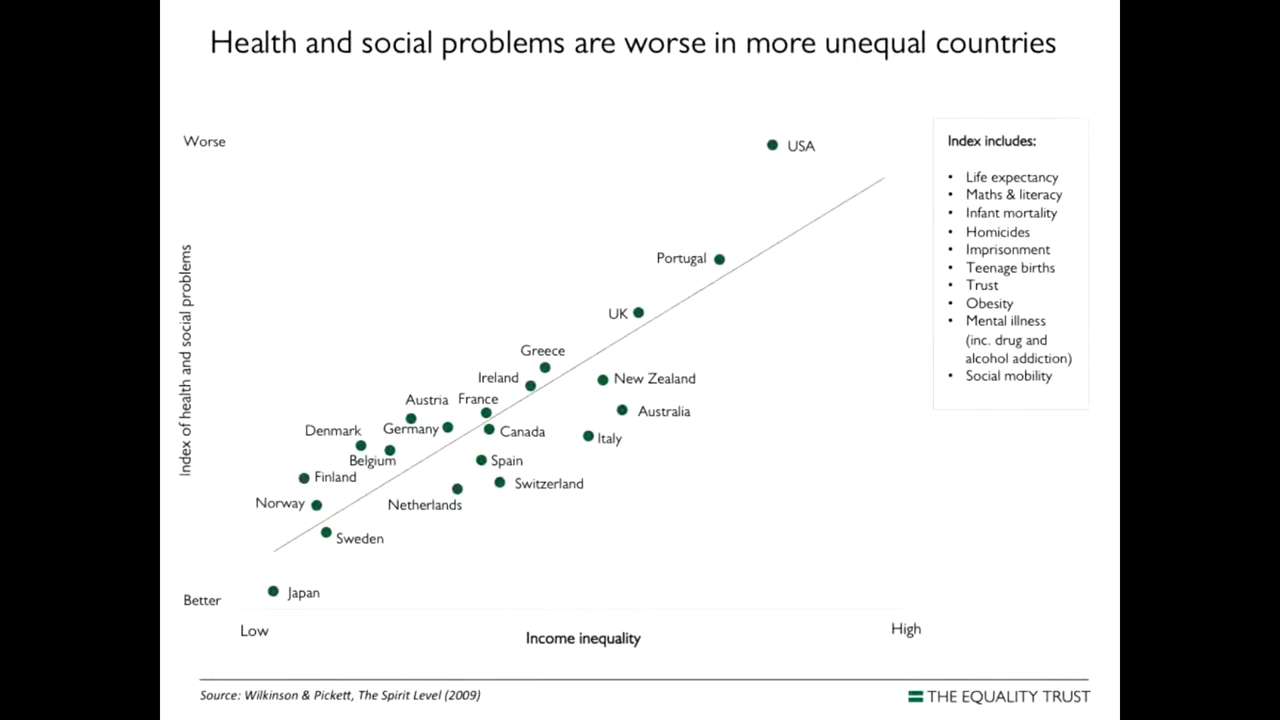 Health and social problems are worse in more unequal countries
Worse
USA
Index includes:
• Life expectancy
• Maths & literacy
• Infant mortality
• Homicides
• Imprisonment
• Teenage births
• Trust
• Obesity
• Mental illness
(inc. drug and
alcohol addiction)
• Social mobility
Index of health and social problems
Portugal
UK
Greece
Ireland
New Zealand
Austria
France
Australia
Denmark
Germany
Canada
Italy
Belgium
Spain
Finland
Switzerland
Norway
Netherlands
Sweden
Japan
Better
Low
Income inequality
High
Source: Wilkinson & Pickett, The Spirit Level (2009)
THE EQUALITY TRUST